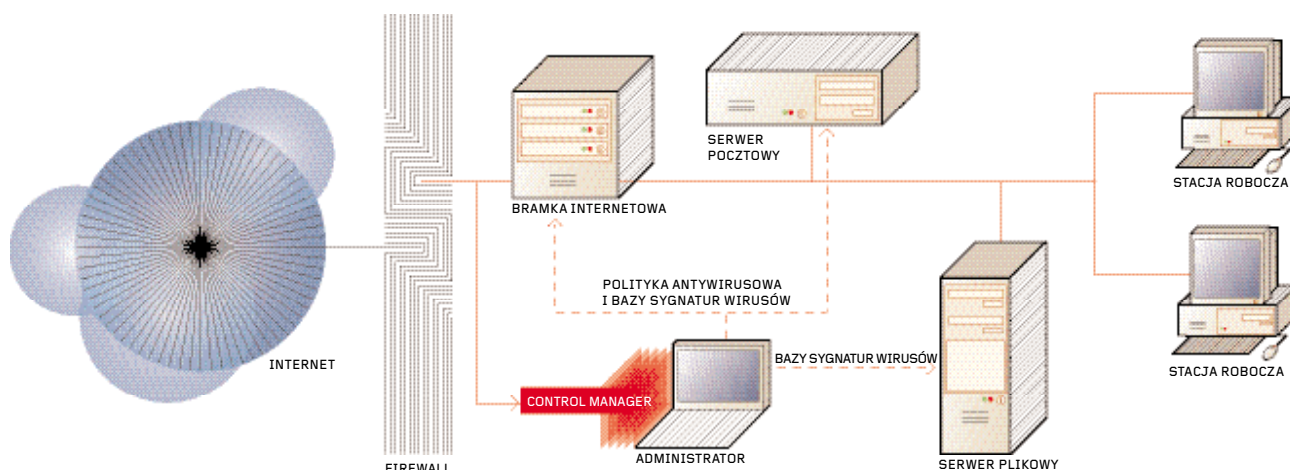 INTERNET
FIREWALL
BRAMKA INTERNETOWA
SERWER
POCZTOWY
STACJA ROBOCZA
POLITYKA ANTYWIRUSOWA
I BAZY SYGNATUR WIRUSÓW
BAZY SYGNATUR WIRUSÓW
CONTROL MANAGER
ADMINISTRATOR
SERWER PLIKOWY
STACJA ROBOCZA